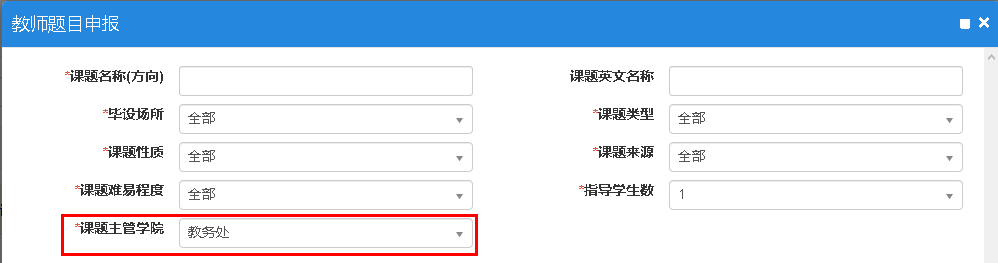 教师题目申报
*课题名称(方向) 课题英文名称
*毕设场所 全部 *课题类型 全部
*课题性质 全部 *课题来源 全部
*课题难易程度 全部 *指导学生数 1
*课题主管学院 教务处